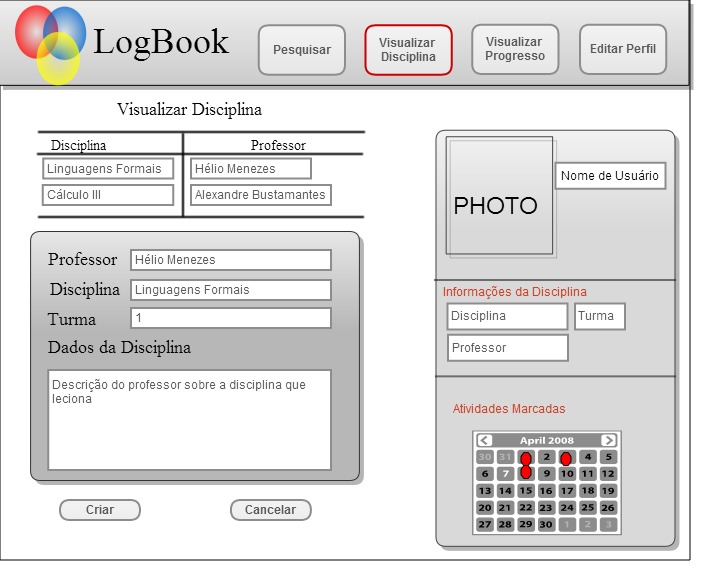 LogBook
Pesquisar
Visualizar
Disciplina
Visualizar
Progresso
Editar Perfil
Visualizar Disciplina
Disciplina Professor
Linguagens Formais Hélio Menezes
Cálculo III Alexandre Bustamantes
Professor Hélio Menezes
Disciplina Linguagens Formais
Turma 1
Dados da Disciplina
Descrição do professor sobre a disciplina que
leciona
Criar Cancelar
PHOTO
Nome de Usuário
Informações da Disciplina
Disciplina Turma
Professor
Atividades Marcadas
< April 2008 >
30 31 2 4 5
6 7 9 10 11 12
13 14 15 16 17 18 19
20 21 22 23 24 25 26
27 28 29 30 1 2 3